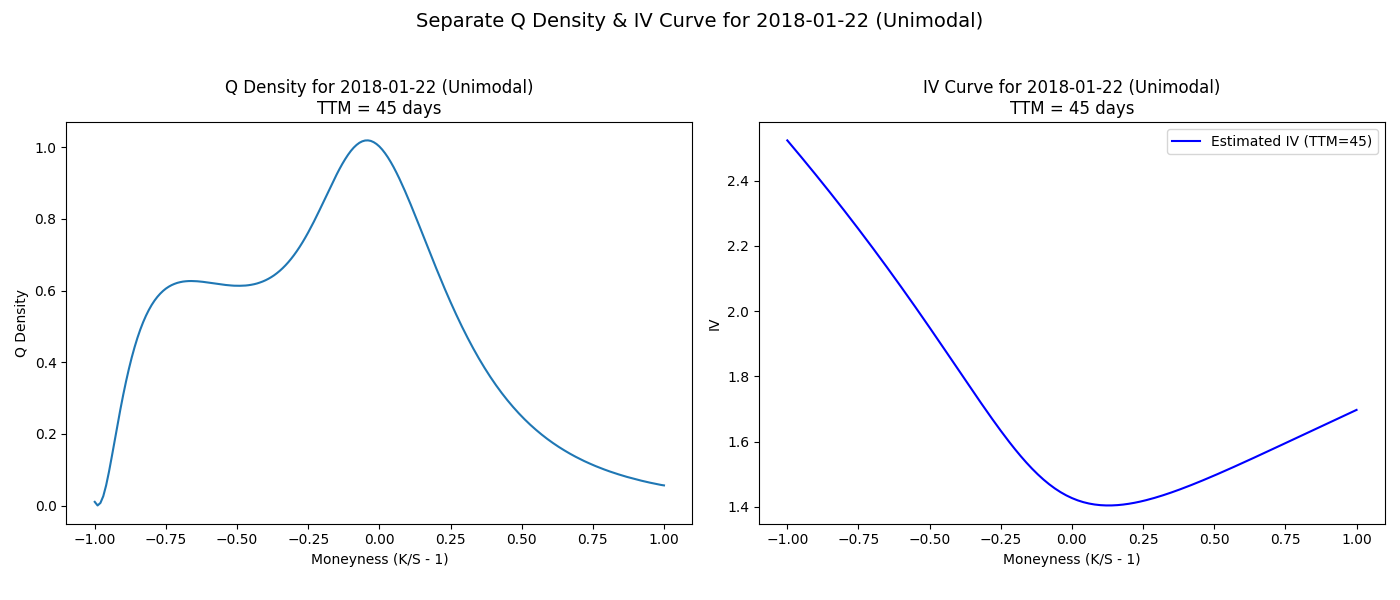 Separate Q Density & IV Curve for 2018-01-22 (Unimodal)
Q Density for 2018-01-22 (Unimodal)
TTM = 45 days
Q Density
1.0
0.8
0.6
0.4
0.2
0.0
−1.00 −0.75 −0.50 −0.25 0.00 0.25 0.50 0.75 1.00
Moneyness (K/S - 1)
IV Curve for 2018-01-22 (Unimodal)
TTM = 45 days
Estimated IV (TTM=45)
IV
2.4
2.2
2.0
1.8
1.6
1.4
−1.00 −0.75 −0.50 −0.25 0.00 0.25 0.50 0.75 1.00
Moneyness (K/S - 1)